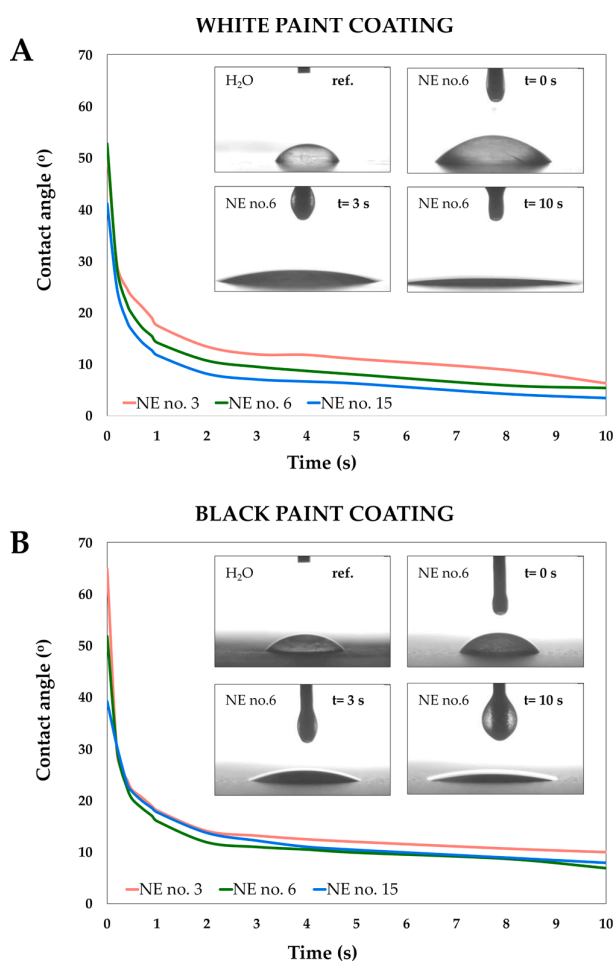 WHITE PAINT COATING
A
70
60
50
40
30
20
10
0
Contact angle (º)
H₂O ref.
NE no.6 t= 0 s
NE no.6 t= 3 s
NE no.6 t= 10 s
NE no. 3 NE no. 6 NE no. 15
0 1 2 3 4 5 6 7 8 9 10
Time (s)
BLACK PAINT COATING
B
70
60
50
40
30
20
10
0
Contact angle (º)
H₂O ref.
NE no.6 t= 0 s
NE no.6 t= 3 s
NE no.6 t= 10 s
NE no. 3 NE no. 6 NE no. 15
0 1 2 3 4 5 6 7 8 9 10
Time (s)